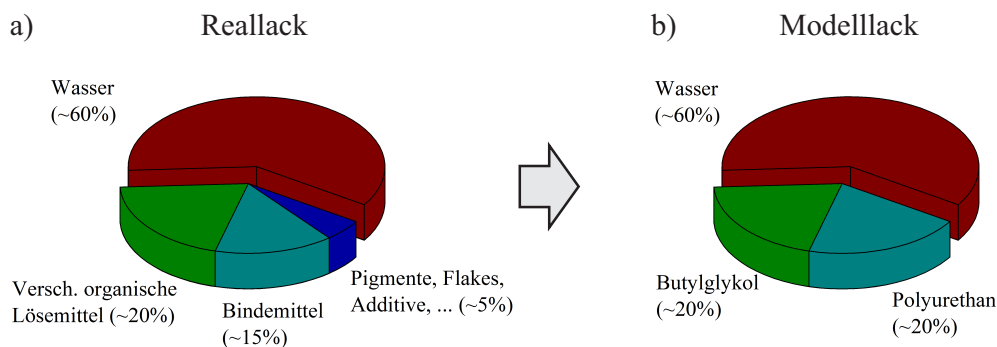 a)
Reallack
Wasser
(~60%)
Versch. organische
Lösemittel (~20%)
Bindemittel
(~15%)
Pigmente, Flakes,
Additive, ... (~5%)
b)
Modelllack
Wasser
(~60%)
Butylglykol
(~20%)
Polyurethan
(~20%)